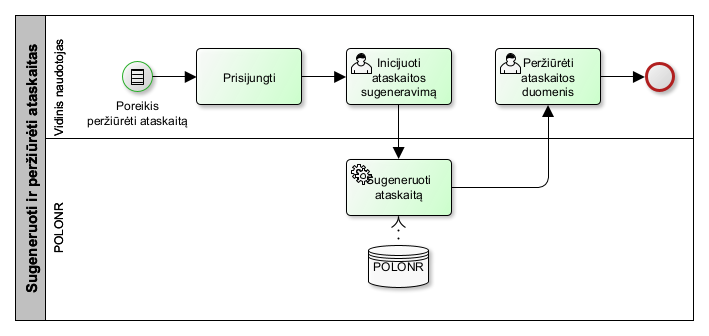 Sugeneruoti ir peržiūrėti ataskaitas
Vidinis naudotojas
Poreikis
peržiūrėti ataskaitą
Prisijungti
Inicijuoti
ataskaitos
sugeneravimą
Peržiūrėti
ataskaitos
duomenis
POLONR
Sugeneruoti
ataskaitą
POLONR